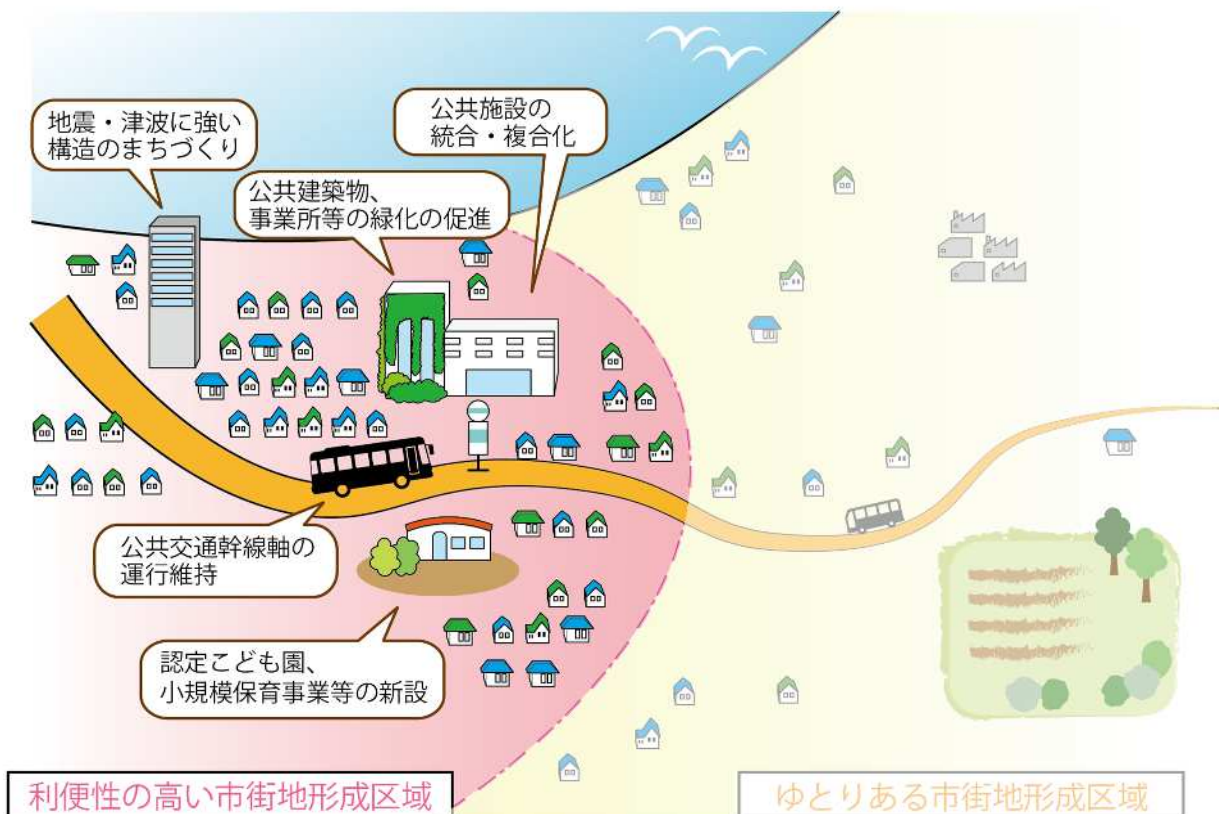 地震・津波に強い
構造のまちづくり
公共施設の
統合・複合化
公共建築物、
事業所等の緑化の促進
公共交通幹線軸の
運行維持
認定こども園、
小規模保育事業等の新設
利便性の高い市街地形成区域
ゆとりある市街地形成区域